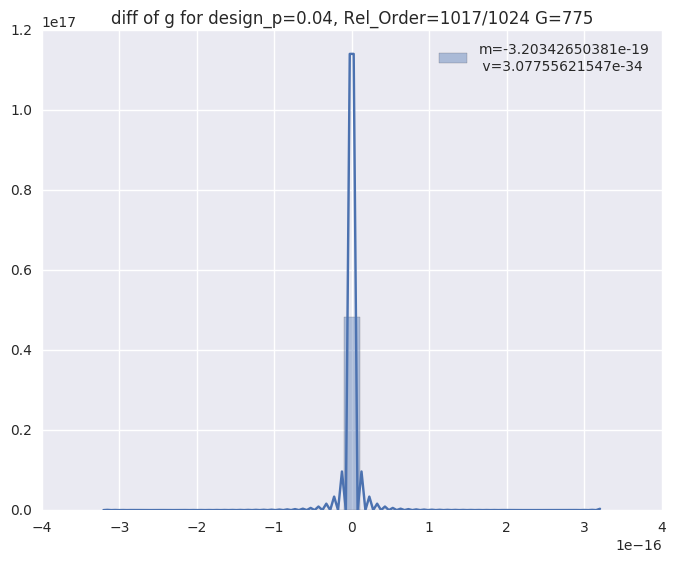 diff of g for design_p=0.04, Rel_Order=1017/1024 G=775
1e17
m=-3.20342650381e-19
v=3.07755621547e-34
1.2
1.0
0.8
0.6
0.4
0.2
0.0
−4 −3 −2 −1 0 1 2 3 4
1e−16